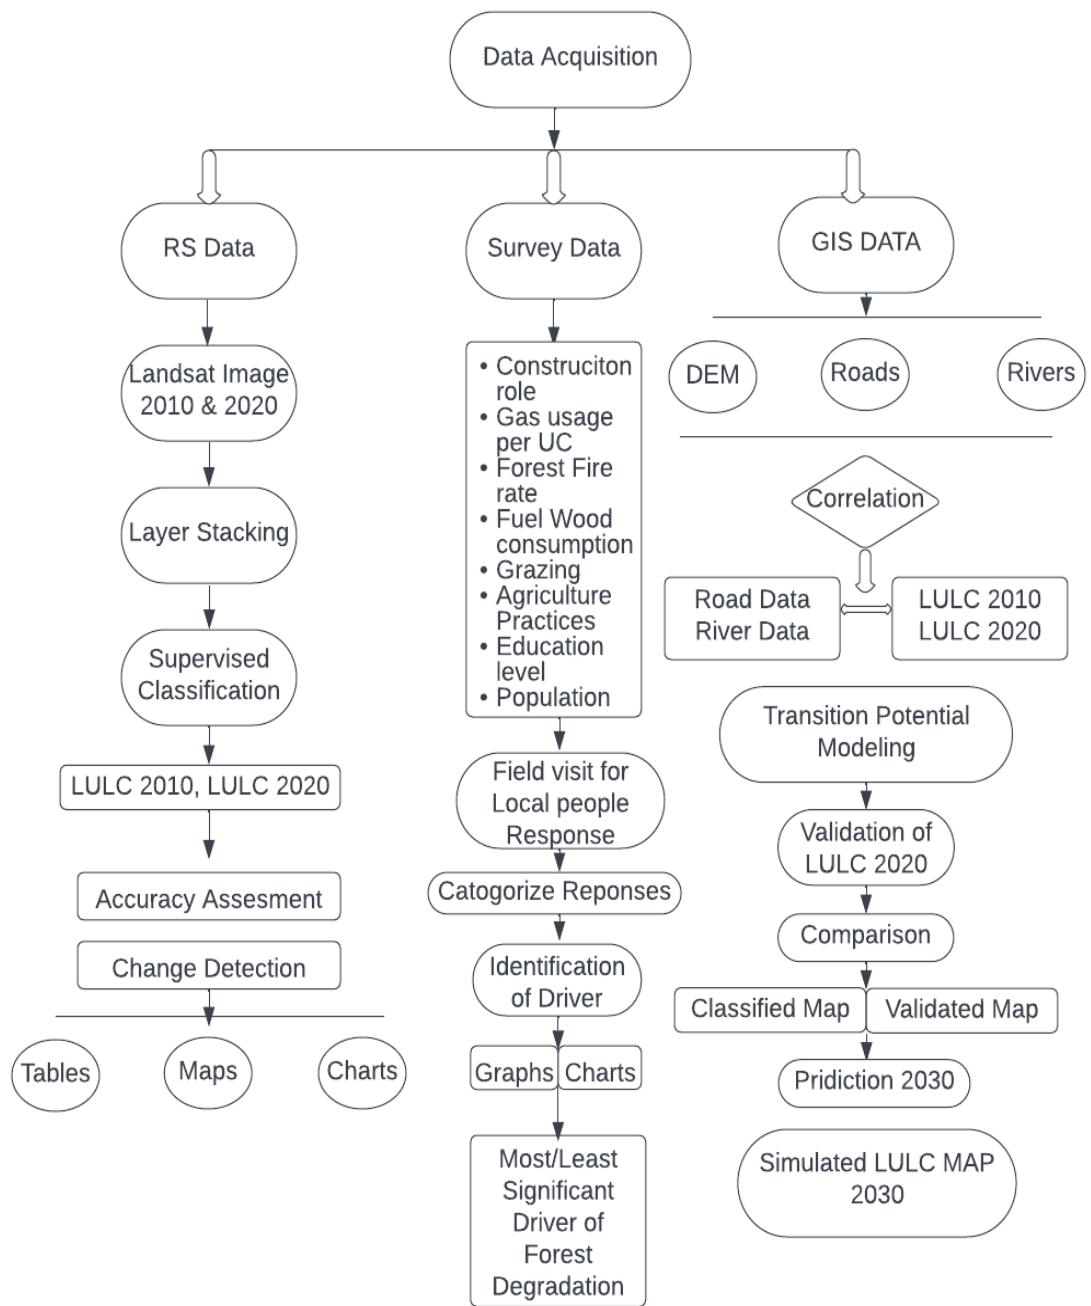 Data Acquisition
RS Data
Landsat Image
2010 & 2020
Layer Stacking
Supervised
Classification
LULC 2010, LULC 2020
Accuracy Assesment
Change Detection
Tables
Maps
Charts
Survey Data
• Construciton
role
• Gas usage
per UC
• Forest Fire
rate
• Fuel Wood
consumption
• Grazing
• Agriculture
Practices
• Education
level
• Population
Field visit for
Local people
Response
Catogorize Reponses
Identification
of Driver
Graphs
Charts
Most/Least
Significant
Driver of
Forest
Degradation
GIS DATA
DEM
Roads
Rivers
Correlation
Road Data
River Data
LULC 2010
LULC 2020
Transition Potential
Modeling
Validation of
LULC 2020
Comparison
Classified Map
Validated Map
Pridiction 2030
Simulated LULC MAP
2030